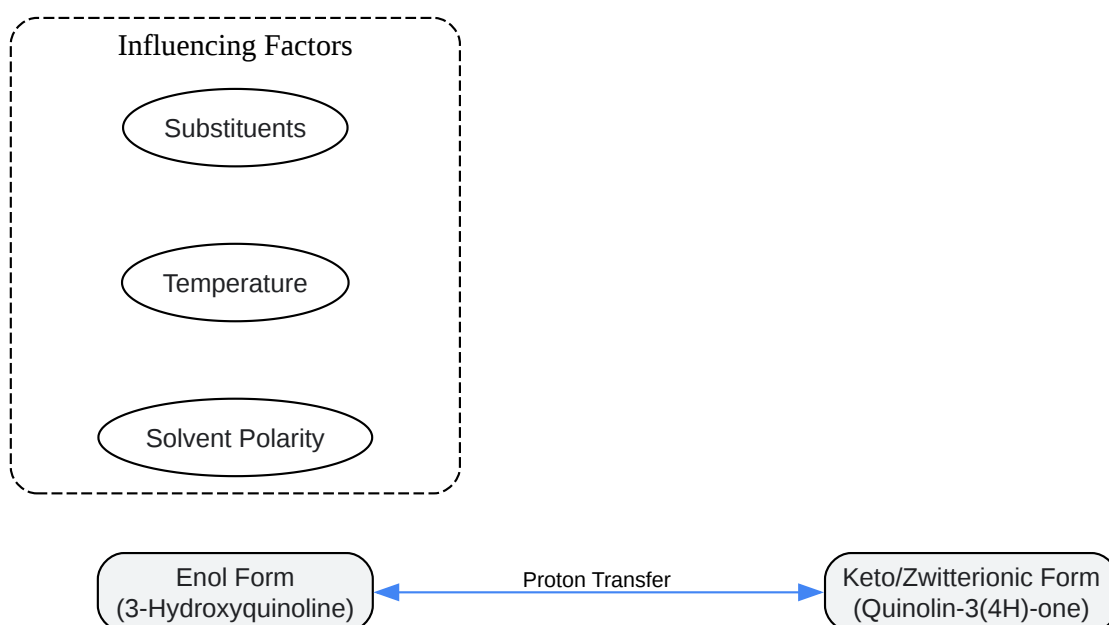 Influencing Factors
Substituents
Temperature
Solvent Polarity
Enol Form
(3-Hydroxyquinoline)
Proton Transfer
Keto/Zwitterionic Form
(Quinolin-3(4H)-one)